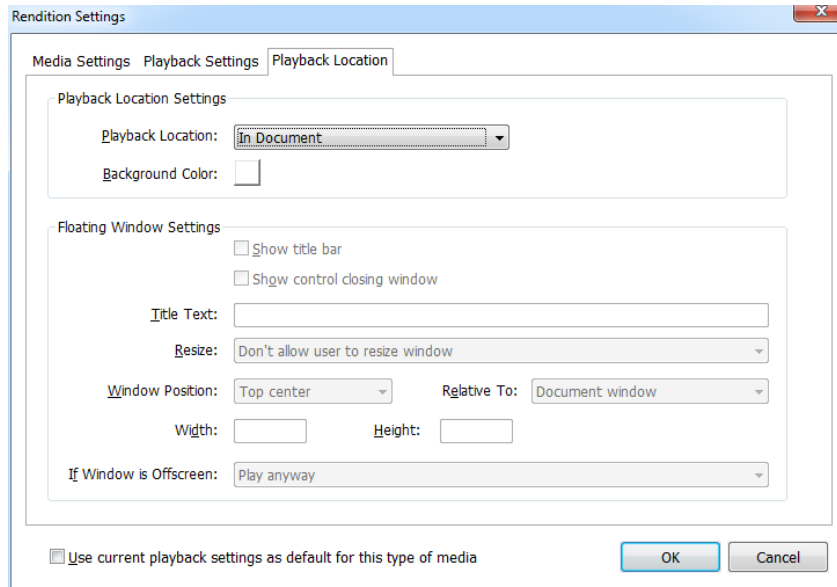 Rendition Settings
Media Settings Playback Settings Playback Location
Playback Location Settings
Playback Location: In Document
Background Color:
Floating Window Settings
Show title bar
Show control closing window
Title Text:
Resize: Don't allow user to resize window
Window Position: Top center Relative To: Document window
Width: Height:
If Window is Offscreen: Play anyway
Use current playback settings as default for this type of media OK Cancel